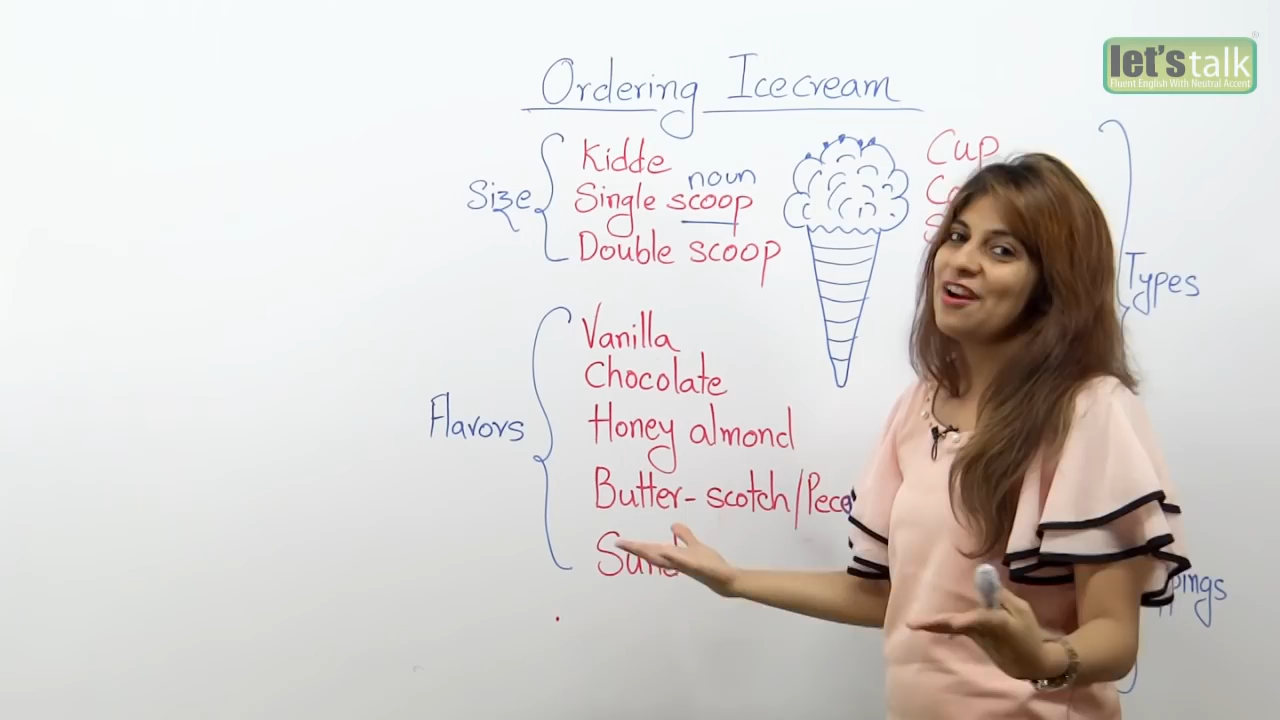 let's talk
Fluent English With Neutral Accent
Ordering Icecream
Size
Kidde
noun
Single scoop
Double scoop
Cup
Types
Flavors
Vanilla
Chocolate
Honey almond
Butter-scotch/